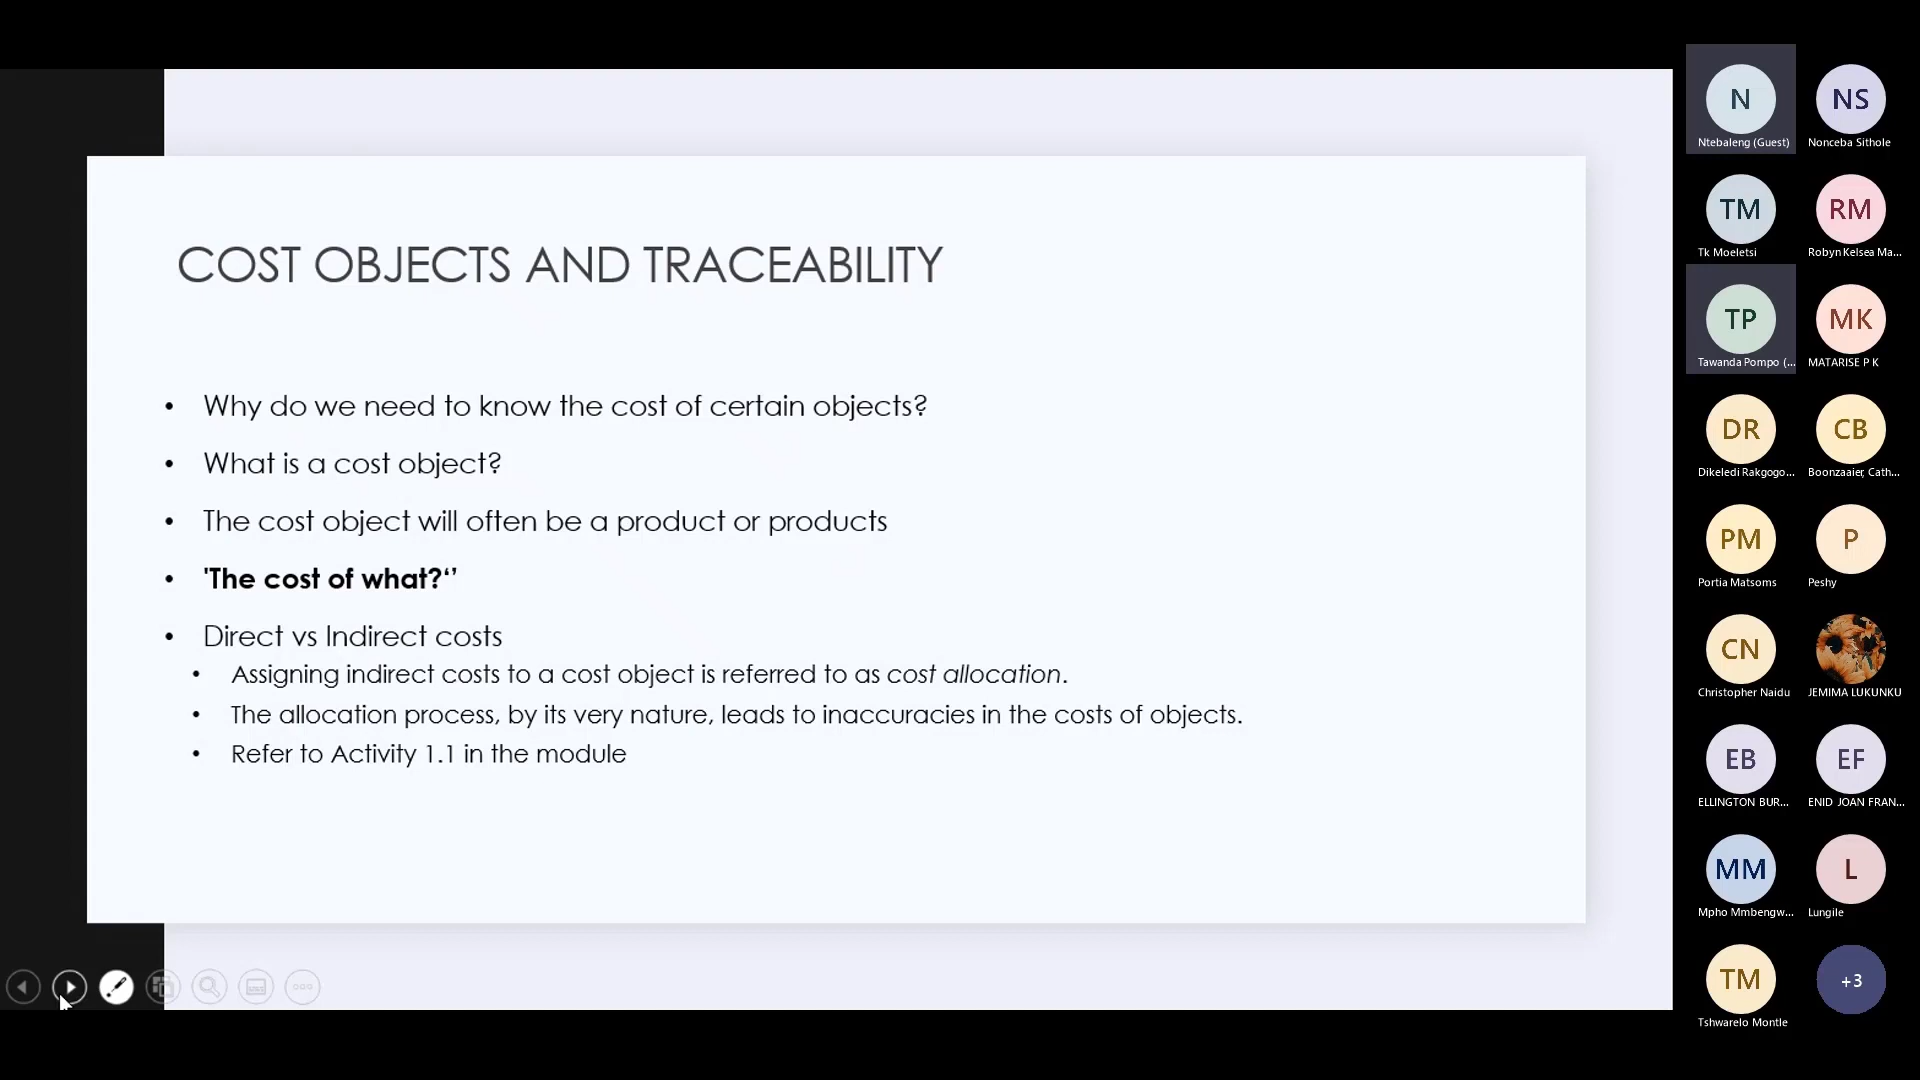 COST OBJECTS AND TRACEABILITY
• Why do we need to know the cost of certain objects?
• What is a cost object?
• The cost object will often be a product or products
• 'The cost of what?‘’
• Direct vs Indirect costs
• Assigning indirect costs to a cost object is referred to as cost allocation.
• The allocation process, by its very nature, leads to inaccuracies in the costs of objects.
• Refer to Activity 1.1 in the module
N
Ntebaleng (Guest)
NS
Nonceba Sithole
TM
Tk Moeletsi
RM
Robyn Kelsea Ma...
TP
Tawanda Pompo (...
MK
MATARISE P K
DR
Dikeledi Rakgogo...
CB
Boonzaaier, Cath...
PM
Portia Matsoms
P
Peshy
CN
Christopher Naidu
JEMIMA LUKUNKU
EB
ELLINGTON BUR...
EF
ENID JOAN FRAN...
MM
Mpho Mmbengw...
L
Lungile
TM
Tshwarelo Montle
+3